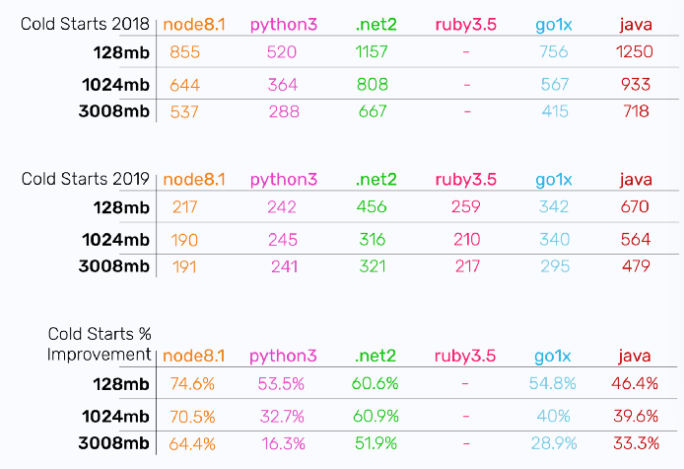 Cold Starts 2018 node8.1 python3 .net2 ruby3.5 go1x java
128mb 855 520 1157 - 756 1250
1024mb 644 364 808 - 567 933
3008mb 537 288 667 - 415 718
Cold Starts 2019 node8.1 python3 .net2 ruby3.5 go1x java
128mb 217 242 456 259 342 670
1024mb 190 245 316 210 340 564
3008mb 191 241 321 217 295 479
Cold Starts %
Improvement node8.1 python3 .net2 ruby3.5 go1x java
128mb 74.6% 53.5% 60.6% - 54.8% 46.4%
1024mb 70.5% 32.7% 60.9% - 40% 39.6%
3008mb 64.4% 16.3% 51.9% - 28.9% 33.3%